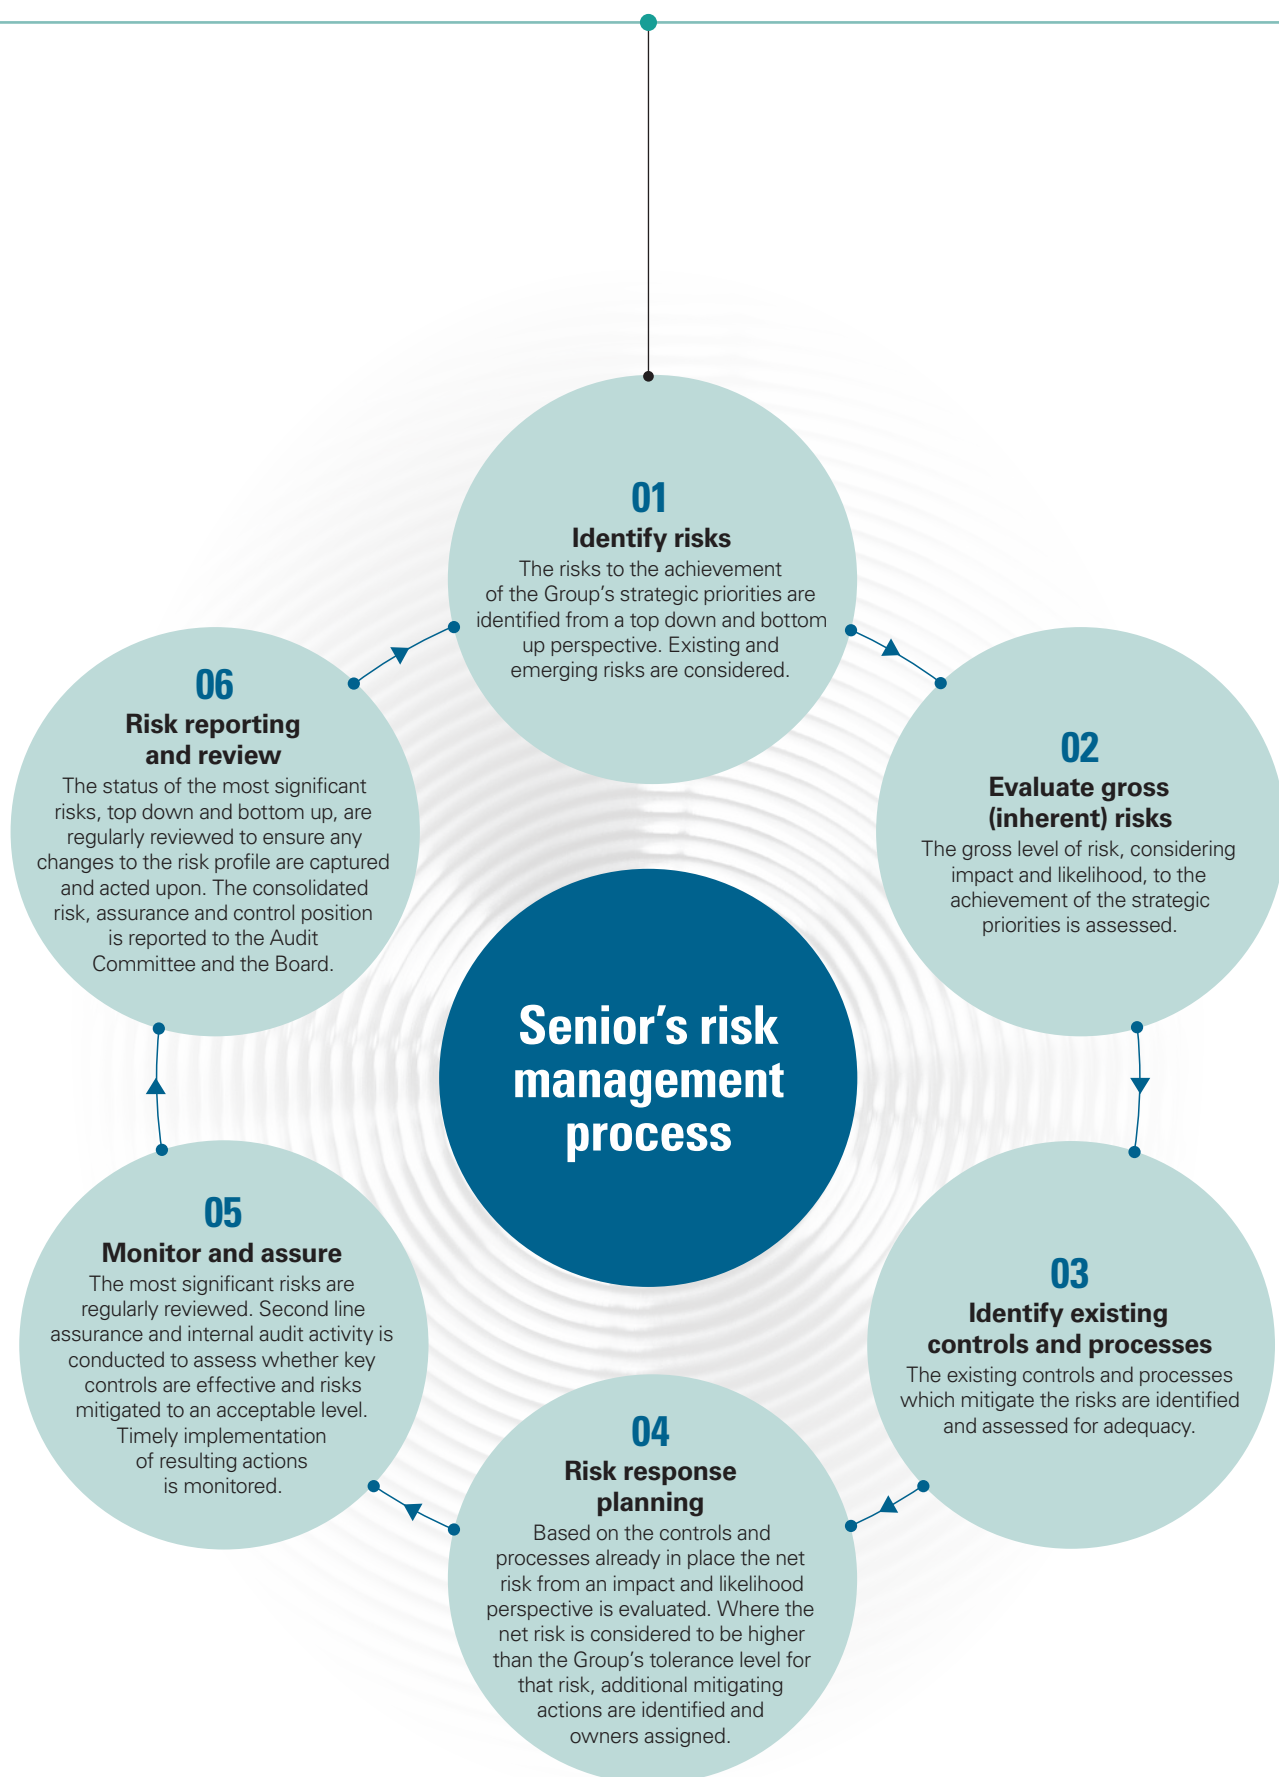 01
Identify risks
The risks to the achievement
of the Group’s strategic priorities are
identified from a top down and bottom
up perspective. Existing and
emerging risks are considered.
02
Evaluate gross
(inherent) risks
The gross level of risk, considering
impact and likelihood, to the
achievement of the strategic
priorities is assessed.
03
Identify existing
controls and processes
The existing controls and processes
which mitigate the risks are identified
and assessed for adequacy.
04
Risk response
planning
Based on the controls and
processes already in place the net
risk from an impact and likelihood
perspective is evaluated. Where the
net risk is considered to be higher
than the Group’s tolerance level for
that risk, additional mitigating
actions are identified and
owners assigned.
05
Monitor and assure
The most significant risks are
regularly reviewed. Second line
assurance and internal audit activity is
conducted to assess whether key
controls are effective and risks
mitigated to an acceptable level.
Timely implementation
of resulting actions
is monitored.
06
Risk reporting
and review
The status of the most significant
risks, top down and bottom up, are
regularly reviewed to ensure any
changes to the risk profile are captured
and acted upon. The consolidated
risk, assurance and control position
is reported to the Audit
Committee and the Board.
Senior’s risk
management
process